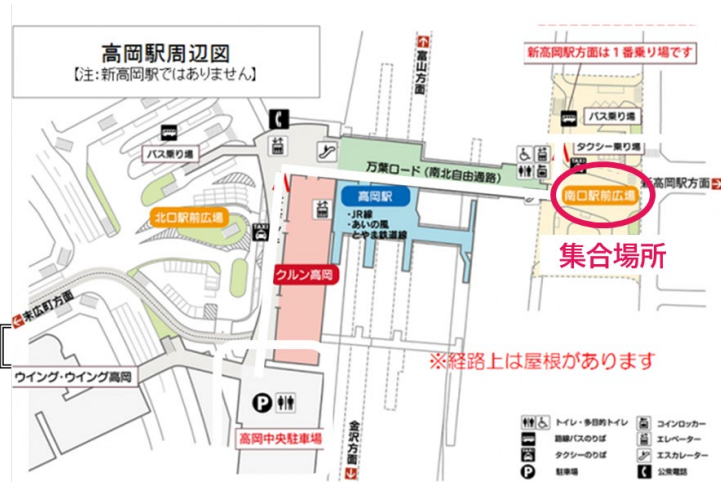 高岡駅周辺図
【注:新高岡駅ではありません】
富山方面
新高岡駅方面は1番乗り場です
バス乗り場
タクシー乗り場
TAXI
バス乗り場
万葉ロード(南北自由通路)
新高岡駅方面
南口駅前広場
集合場所
高岡駅
・JR線
・あいの風
とやま鉄道線
北口駅前広場
TAXI
クルン高岡
末広町方面
ウイング・ウイング高岡
※経路上は屋根があります
P
高岡中央駐車場
金沢方面
トイレ・多目的トイレ
コインロッカー
路線バスのりば
エレベーター
タクシーのりば
エスカレーター
P
駐車場
公衆電話